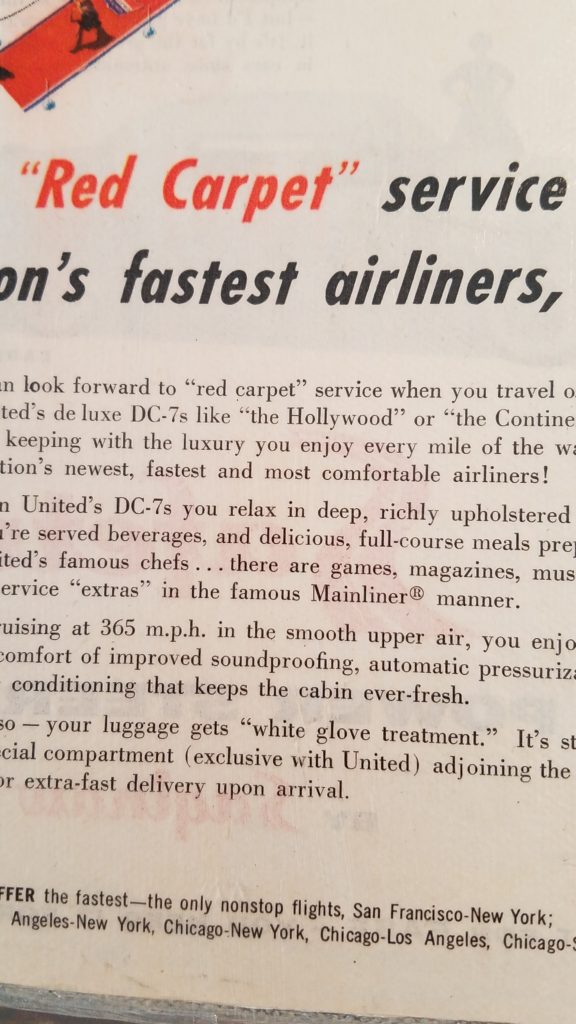 "Red Carpet" service
on's fastest airliners,
an look forward to "red carpet" service when you travel o
ted's de luxe DC-7s like "the Hollywood" or "the Contine
keeping with the luxury you enjoy every mile of the wa
tion's newest, fastest and most comfortable airliners!
n United's DC-7s you relax in deep, richly upholstered
u're served beverages, and delicious, full-course meals prep
ited's famous chefs . . . there are games, magazines, mus
ervice "extras" in the famous Mainliner® manner.
ruising at 365 m.p.h. in the smooth upper air, you enjo
comfort of improved soundproofing, automatic pressuriza
conditioning that keeps the cabin ever-fresh.
so — your luggage gets "white glove treatment." It's st
ecial compartment (exclusive with United) adjoining the
or extra-fast delivery upon arrival.
FFER the fastest—the only nonstop flights, San Francisco-New York;
Angeles-New York, Chicago-New York, Chicago-Los Angeles, Chicago-S